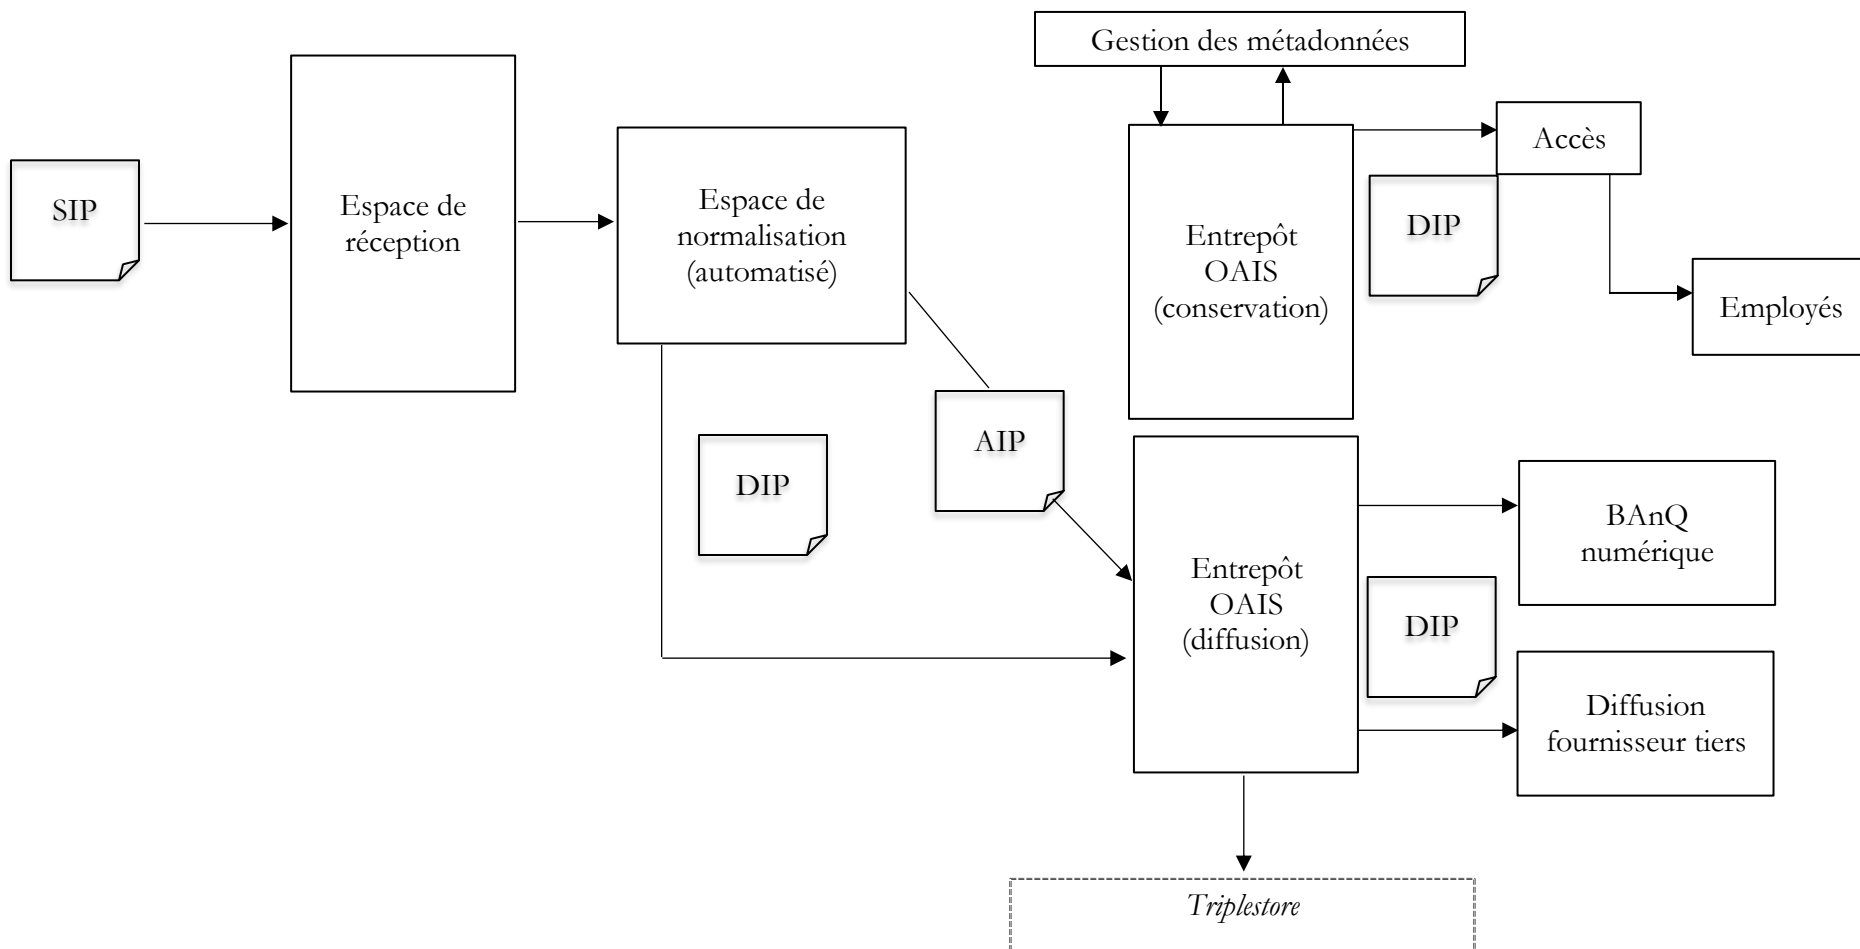 Gestion des métadonnées
SIP
Espace de
réception
Espace de
normalisation
(automatisé)
Entrepôt
OAIS
(conservation)
Accès
DIP
Employés
DIP
AIP
Entrepôt
OAIS
(diffusion)
BAnQ
numérique
DIP
Diffusion
fournisseur tiers
Triplestore